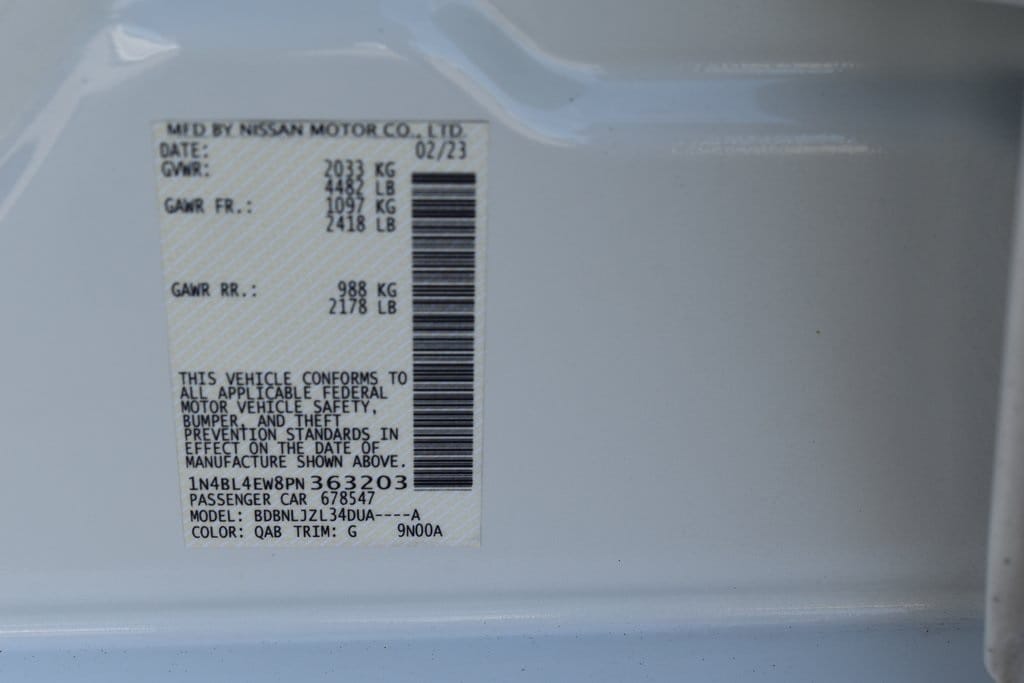 MFD BY NISSAN MOTOR CO., LTD.
DATE: 02/23
GVWR: 2033 KG
4482 LB
GAWR FR.: 1097 KG
2418 LB
GAWR RR.: 988 KG
2178 LB
THIS VEHICLE CONFORMS TO
ALL APPLICABLE FEDERAL
MOTOR VEHICLE SAFETY,
BUMPER, AND THEFT
PREVENTION STANDARDS IN
EFFECT ON THE DATE OF
MANUFACTURE SHOWN ABOVE.
1N4BL4EW8PN363203
PASSENGER CAR 678547
MODEL: BDBNLJZL34DUA----A
COLOR: QAB TRIM: G 9N00A